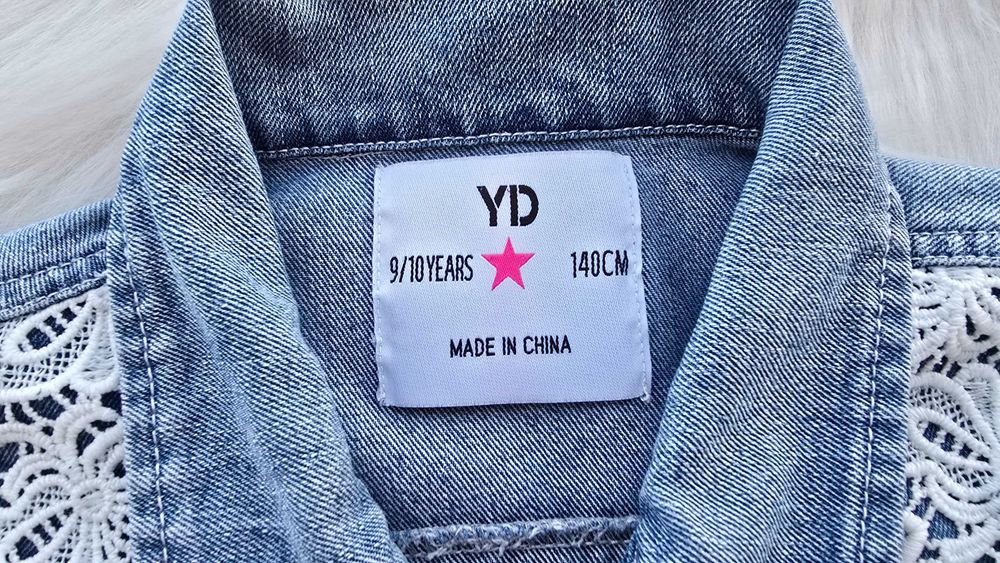 YD
9/10YEARS 140CM
MADE IN CHINA